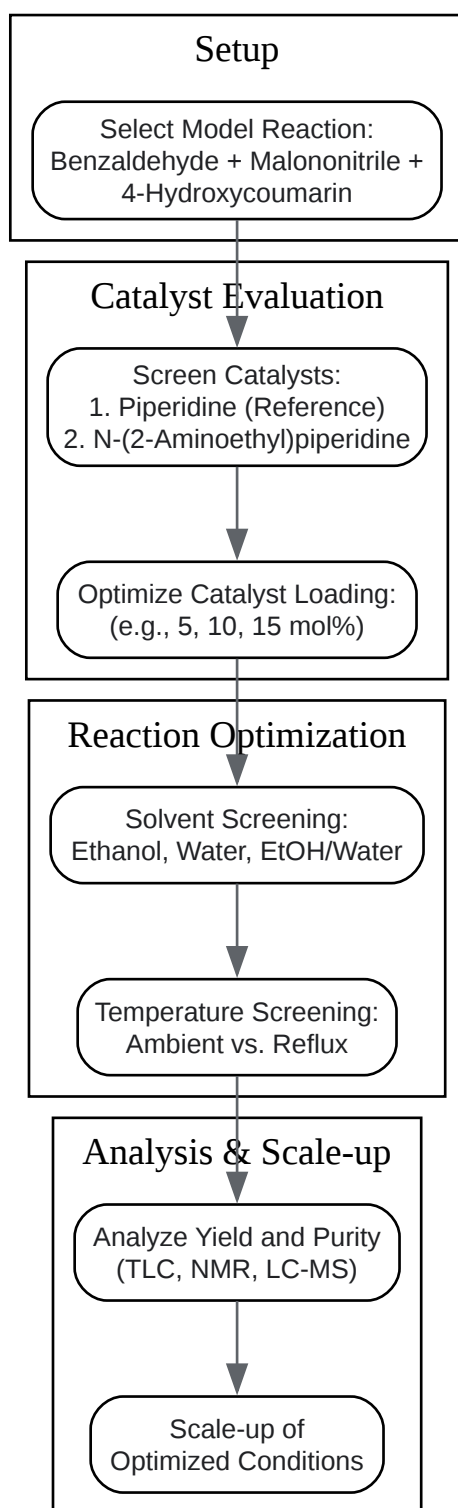 Setup
Select Model Reaction:
Benzaldehyde + Malononitrile +
4-Hydroxycoumarin
Catalyst Evaluation
Screen Catalysts:
1. Piperidine (Reference)
2. N-(2-Aminoethyl)piperidine
Optimize Catalyst Loading:
(e.g., 5, 10, 15 mol%)
Reaction Optimization
Solvent Screening:
Ethanol, Water, EtOH/Water
Temperature Screening:
Ambient vs. Reflux
Analysis & Scale-up
Analyze Yield and Purity
(TLC, NMR, LC-MS)
Scale-up of
Optimized Conditions